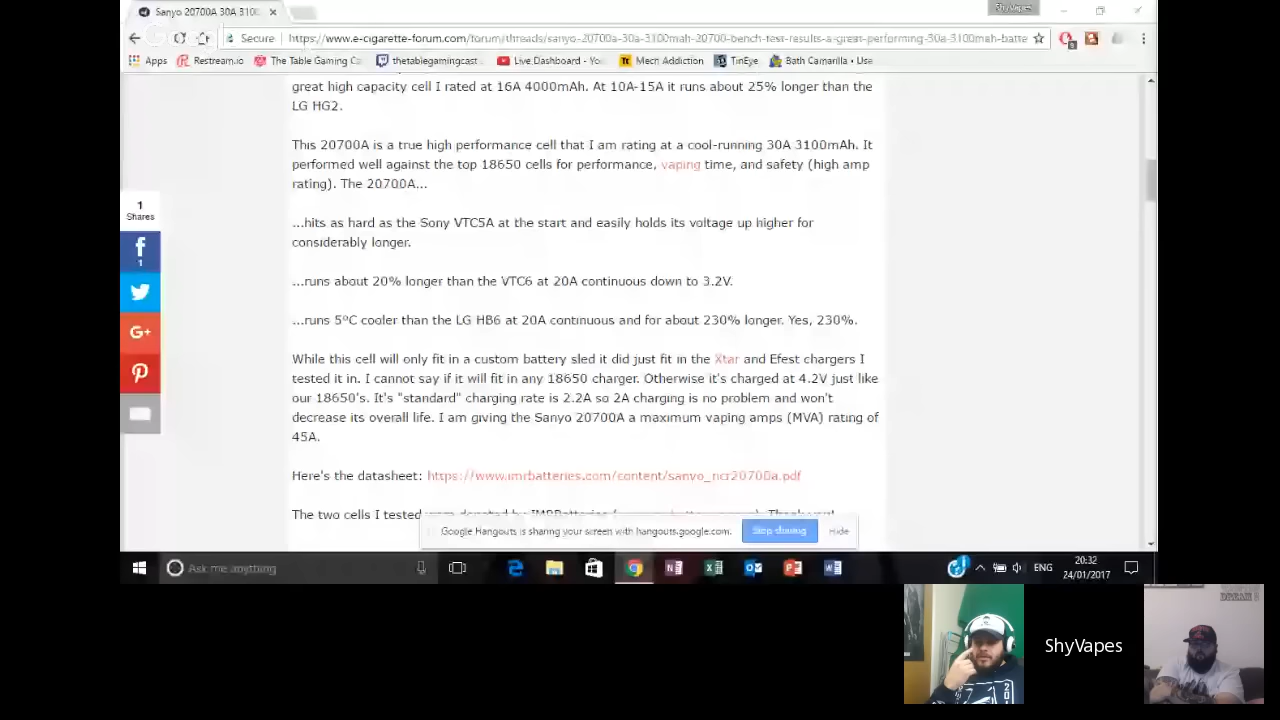 Sanyo 20700A 30A 310
ShyVapes
Secure
https://www.e-cigarette-forum.com/forum/threads/sanyo-20700a-30a-3100mah-20700-bench-test-results-a-great-performing-30a-3100mah-batte
Apps
Restream.io
The Table Gaming Ca
thetablegamingcast
Live Dashboard - You
Mech Addiction
TinEye
Bath Camarilla • Use
great high capacity cell I rated at 16A 4000mAh. At 10A-15A it runs about 25% longer than the
LG HG2.
This 20700A is a true high performance cell that I am rating at a cool-running 30A 3100mAh. It
performed well against the top 18650 cells for performance, vaping time, and safety (high amp
rating). The 20700A...
...hits as hard as the Sony VTC5A at the start and easily holds its voltage up higher for
considerably longer.
...runs about 20% longer than the VTC6 at 20A continuous down to 3.2V.
...runs 5ºC cooler than the LG HB6 at 20A continuous and for about 230% longer. Yes, 230%.
While this cell will only fit in a custom battery sled it did just fit in the Xtar and Efest chargers I
tested it in. I cannot say if it will fit in any 18650 charger. Otherwise it's charged at 4.2V just like
our 18650's. It's "standard" charging rate is 2.2A so 2A charging is no problem and won't
decrease its overall life. I am giving the Sanyo 20700A a maximum vaping amps (MVA) rating of
45A.
Here's the datasheet: https://www.imrbatteries.com/content/sanyo_ncr20700a.pdf
The two cells I tested
1
Shares
1
Google Hangouts is sharing your screen with hangouts.google.com.
Stop sharing
Hide
Ask me anything
ENG
20:32
24/01/2017
ShyVapes